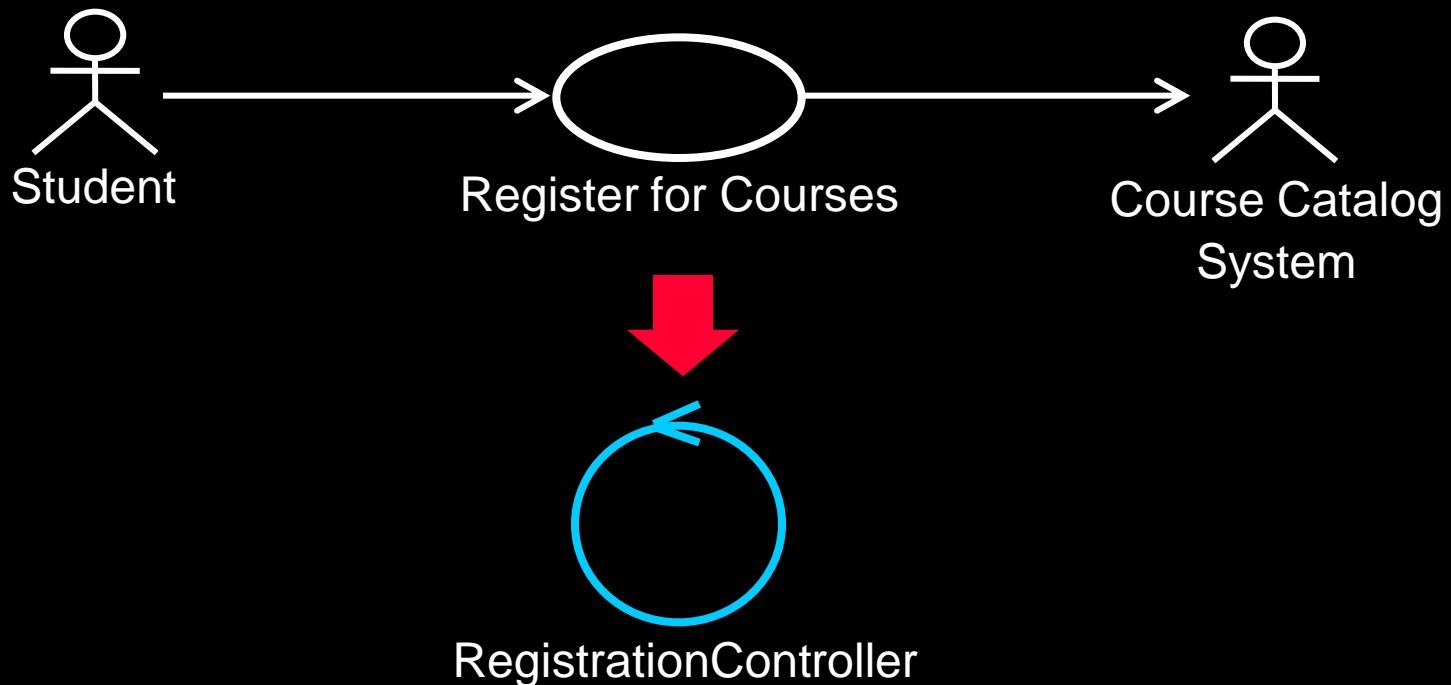 Student
Register for Courses
Course Catalog
System
RegistrationController